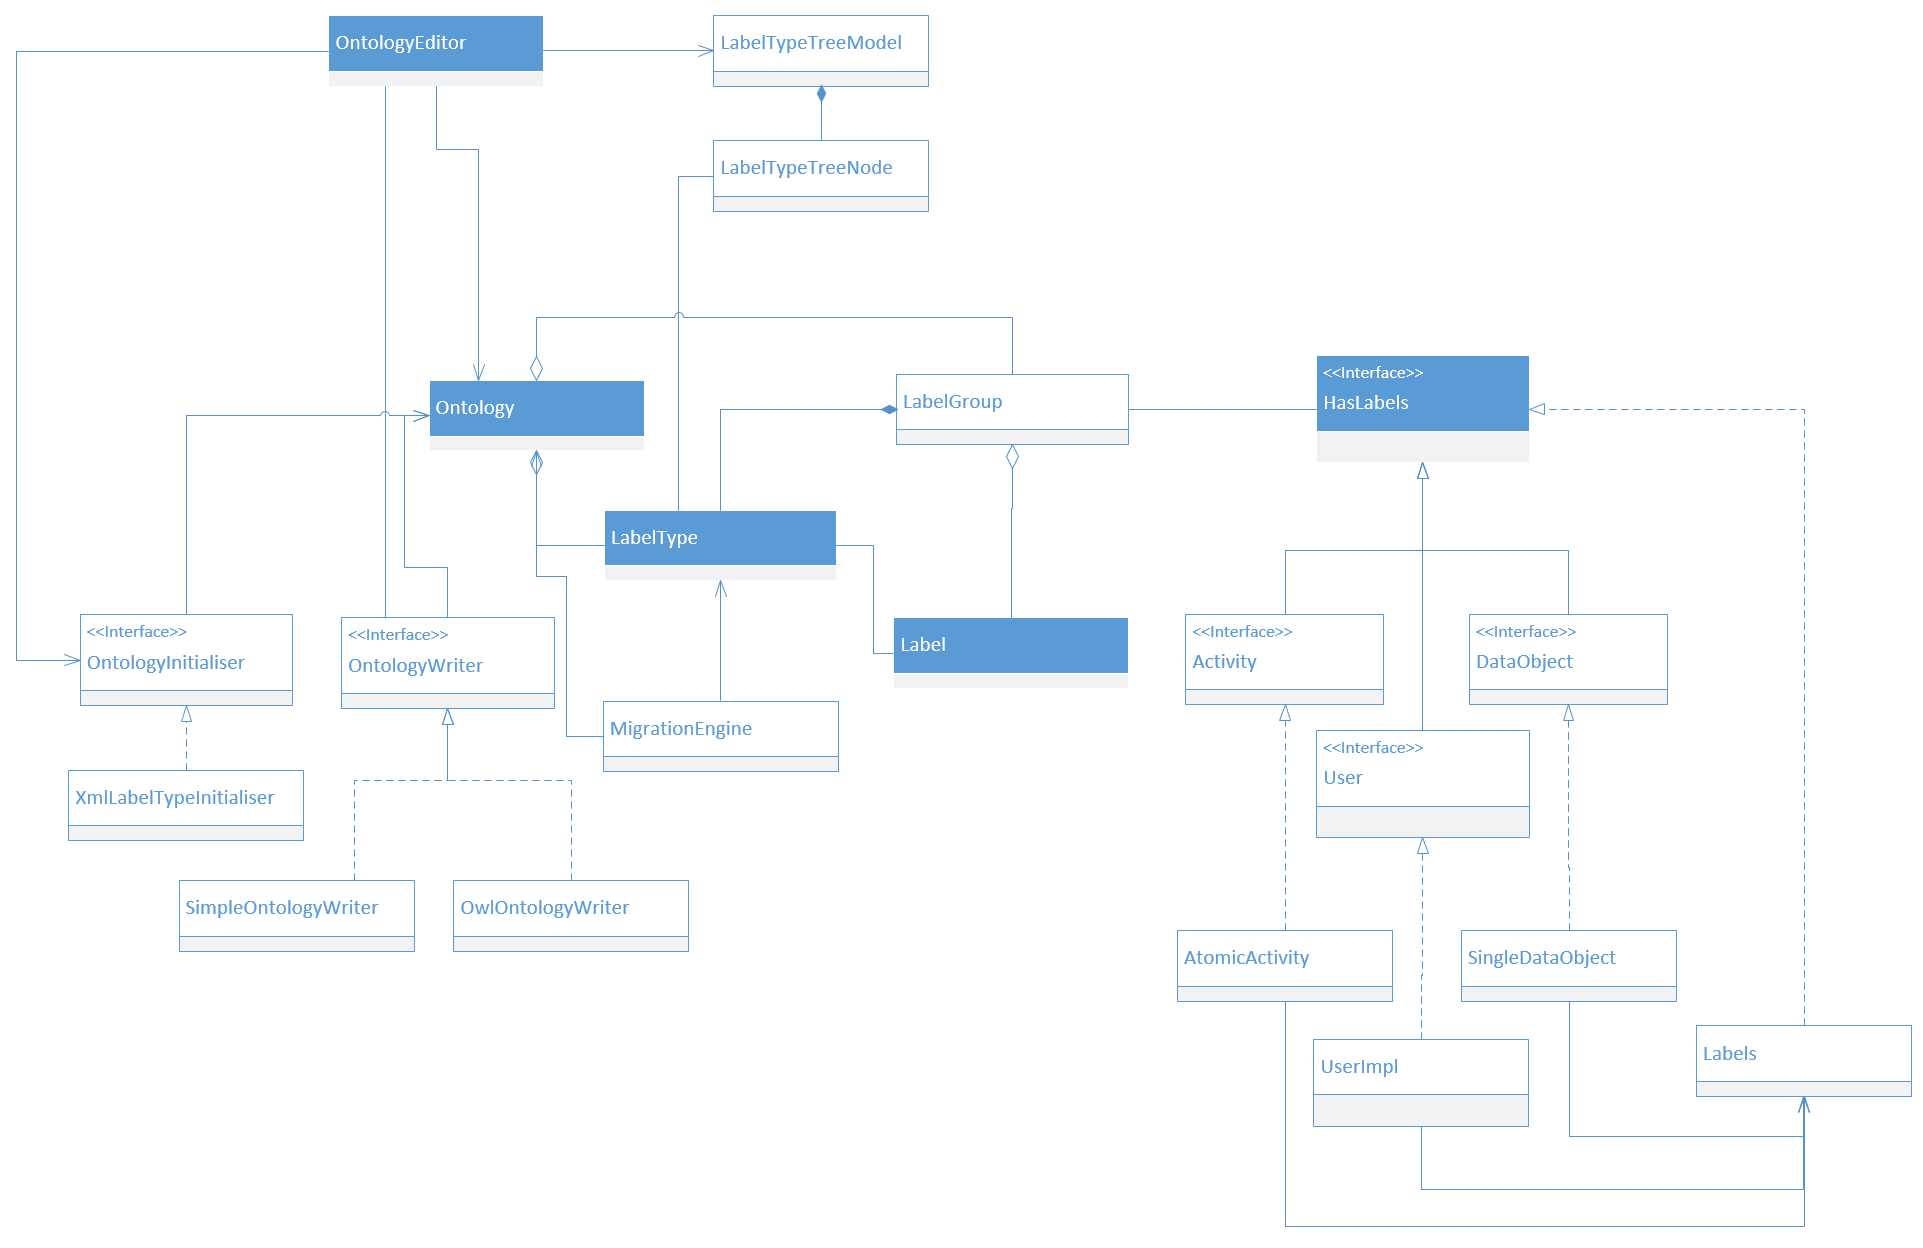 OntologyEditor
LabelTypeTreeModel
LabelTypeTreeNode
<<Interface>>
HasLabels
Ontology
LabelGroup
LabelType
<<Interface>>
OntologyInitialiser
<<Interface>>
OntologyWriter
Label
<<Interface>>
Activity
<<Interface>>
DataObject
MigrationEngine
<<Interface>>
User
XmlLabelTypeInitialiser
SimpleOntologyWriter
OwlOntologyWriter
AtomicActivity
SingleDataObject
UserImpl
Labels